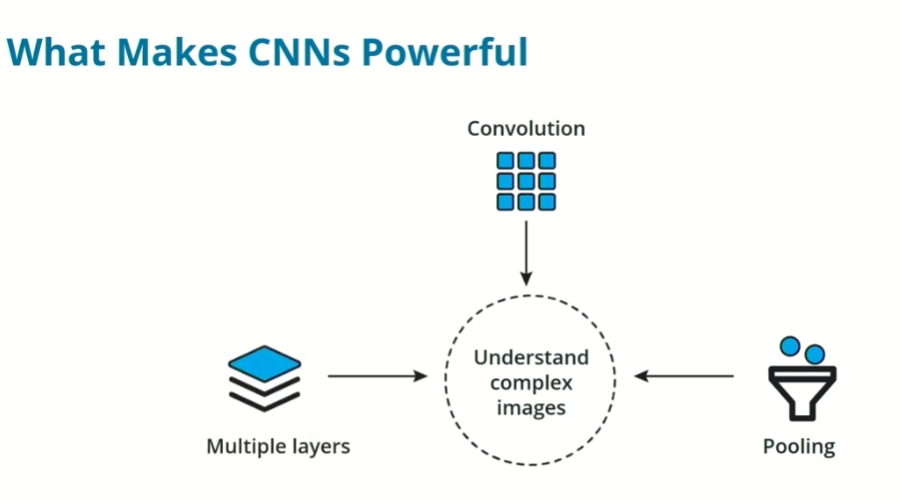 What Makes CNNs Powerful
Convolution
Understand
complex
images
Multiple layers
Pooling